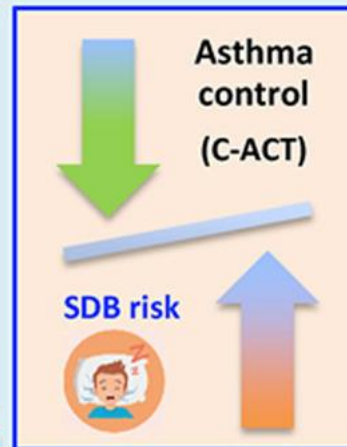 Asthma
control
(C-ACT)
SDB risk
z
z
z